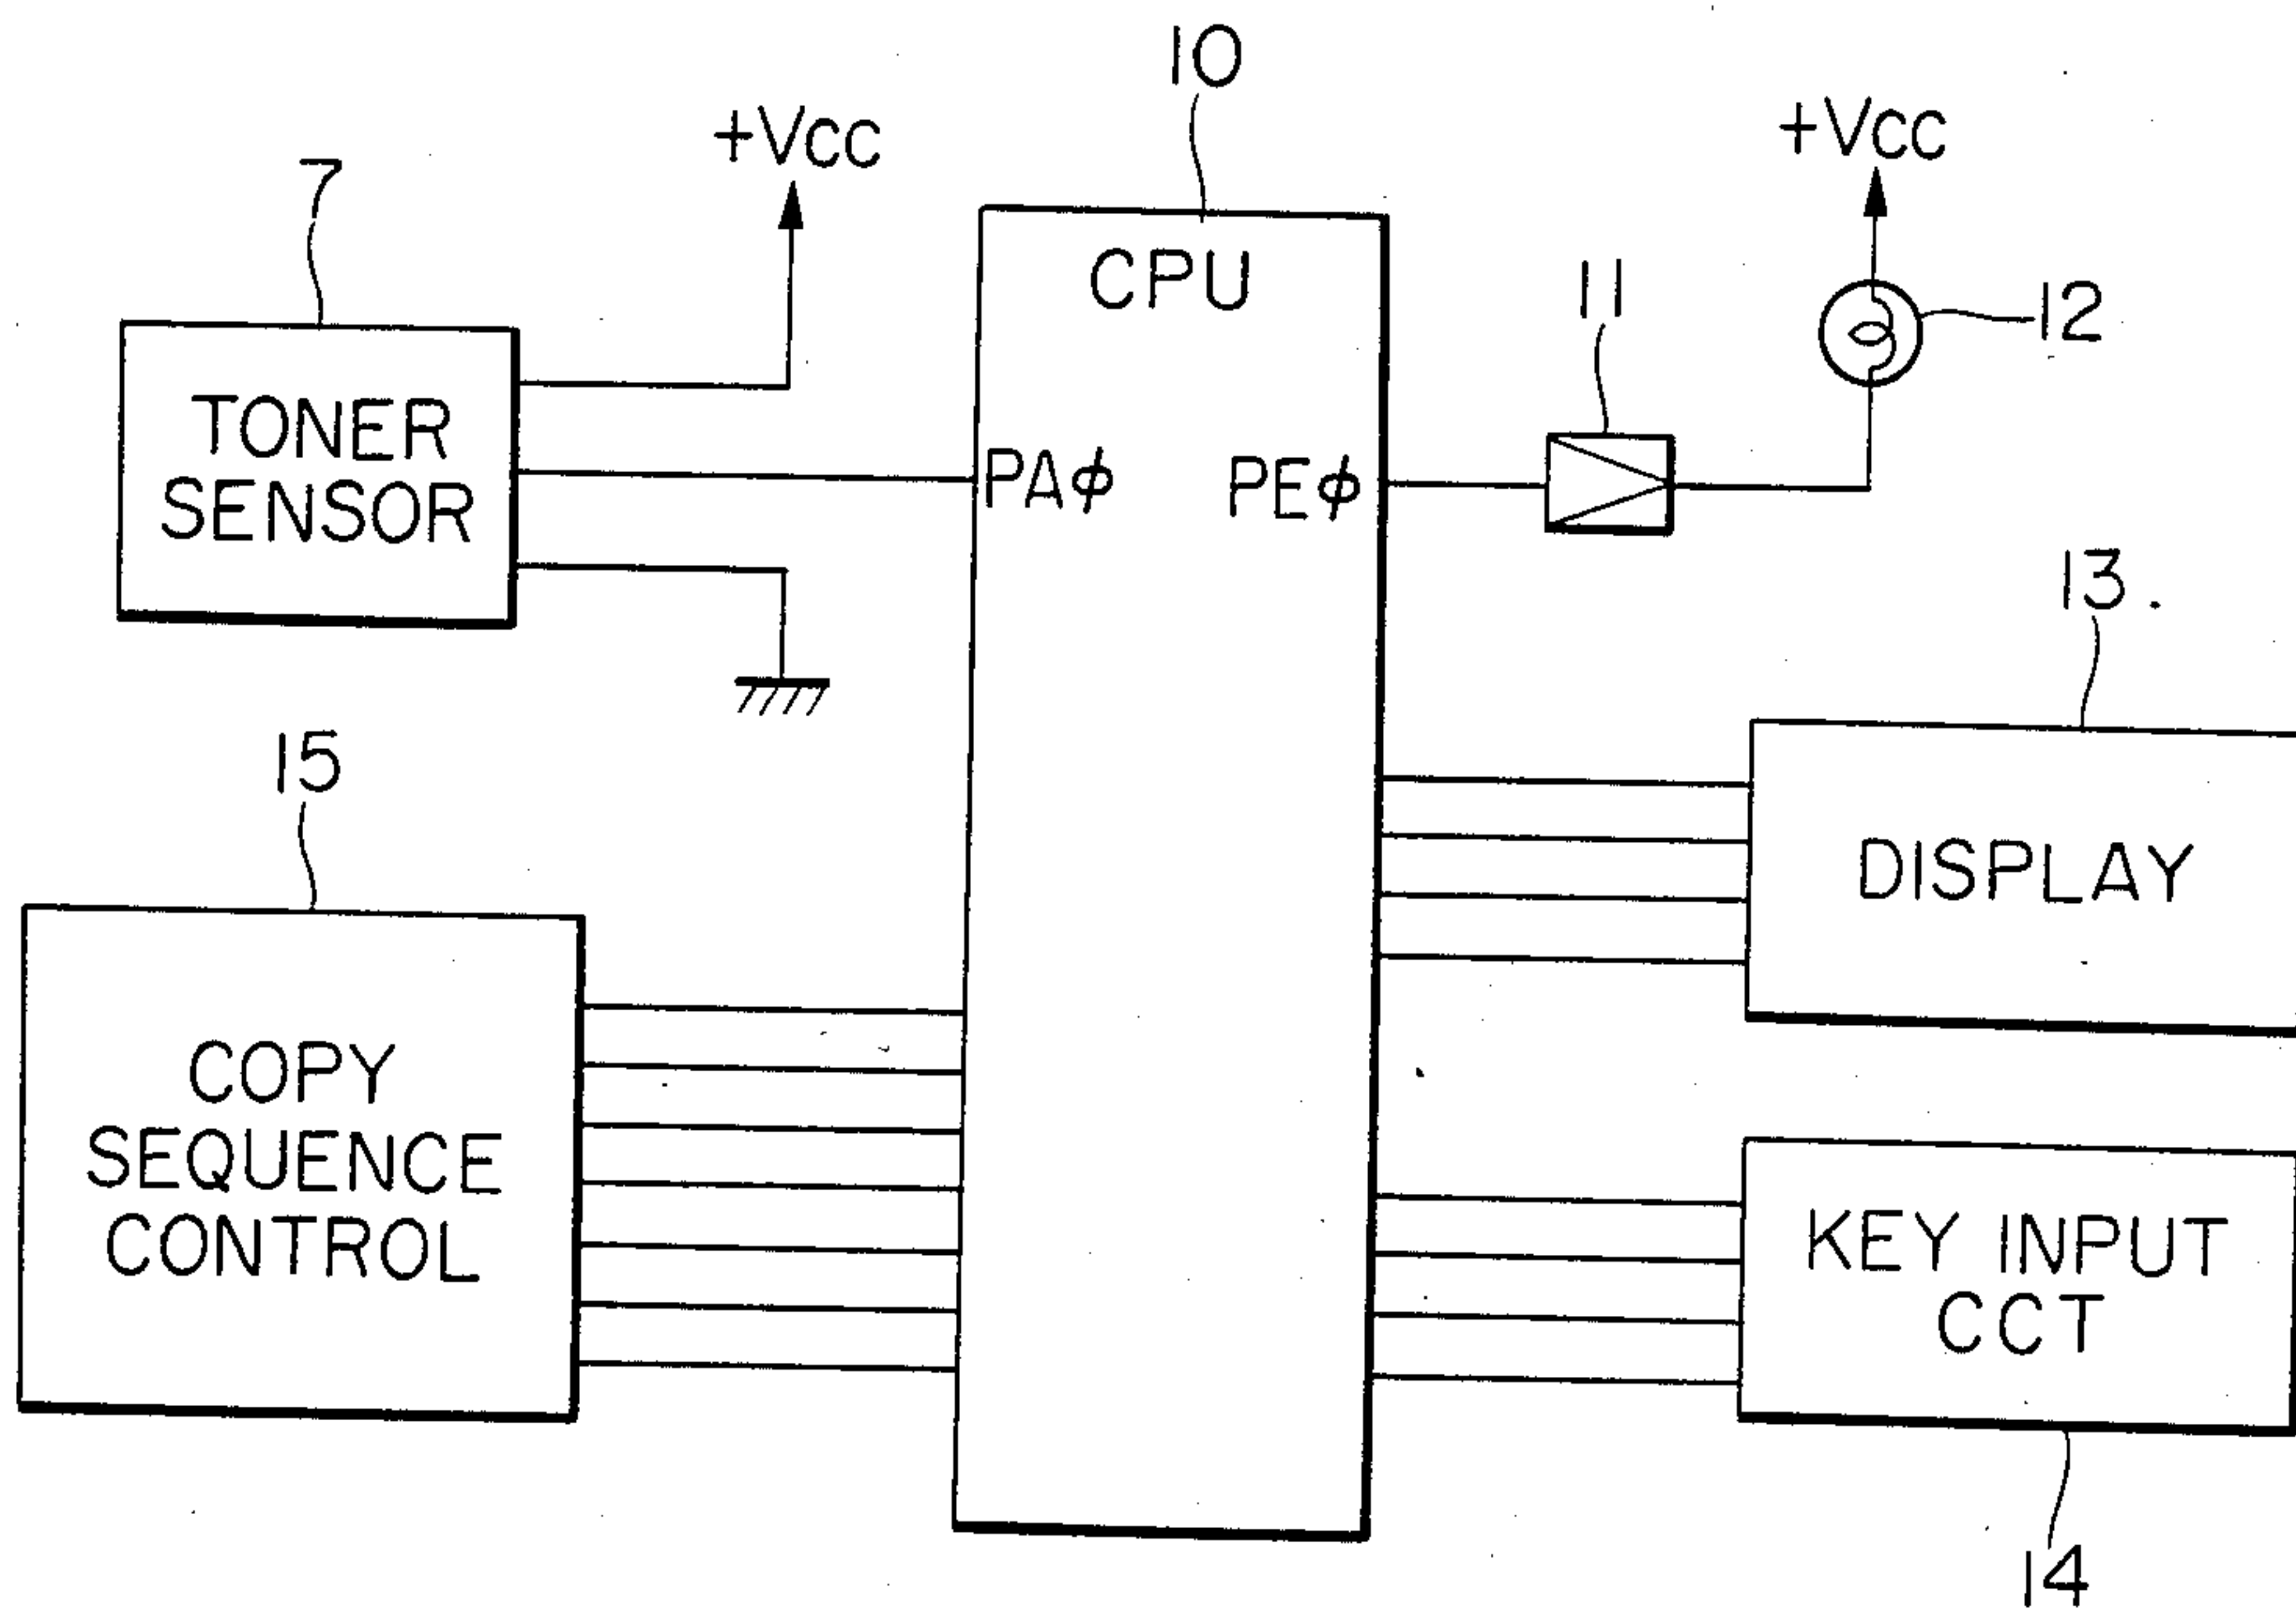 10
+Vcc
+Vcc
7
CPU
11
12
TONER
SENSOR
PAϕ
PEϕ
13.
15
DISPLAY
COPY
SEQUENCE
CONTROL
KEY INPUT
CCT
14